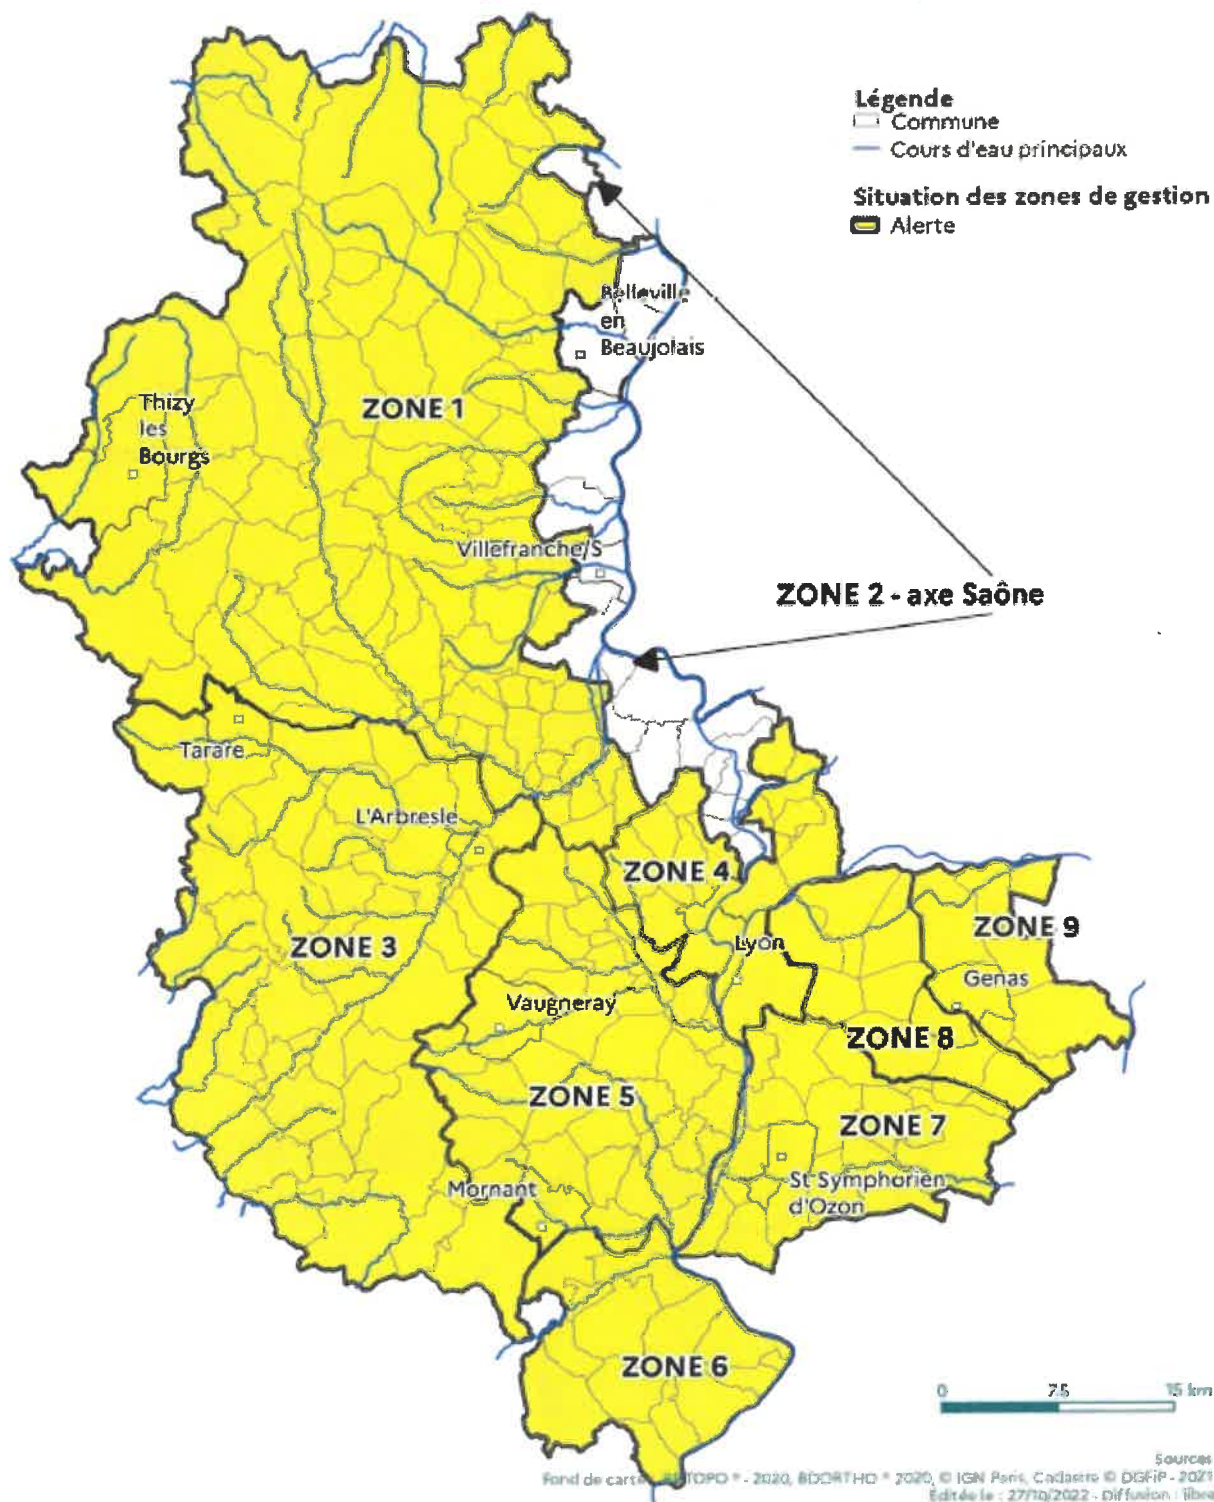 Légende
Commune
Cours d'eau principaux
Situation des zones de gestion
Alerte
Belleville
en
Beaujolais
Thizy
les
Bourgs
ZONE 1
Villefranche/S
ZONE 2 - axe Saône
Tarare
L'Arbresle
ZONE 4
ZONE 3
Lyon
ZONE 9
Genas
Vaugneray
ZONE 8
ZONE 5
ZONE 7
Mornant
St Symphorien
d'Ozon
ZONE 6
0 7.5 15 km
Sources
Fond de carte TOPO ® - 2020, BDORTHO ® 2020, © IGN Paris, Cadastre © DGFiP - 2021
Editée le : 27/10/2022 - Diffusion : libre